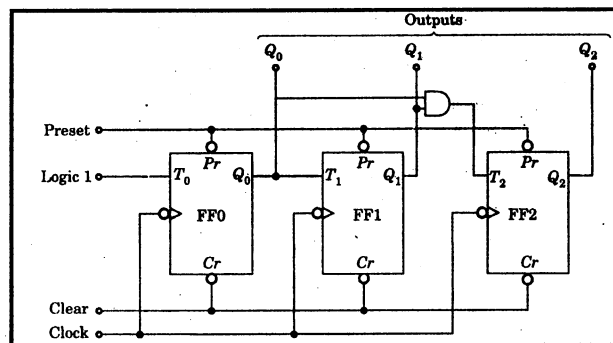 Outputs
Q0 Q1 Q2
Preset
Pr Pr Pr
Logic 1 T0 Q0 T1 Q1 T2 Q2
FF0 FF1 FF2
Cr Cr Cr
Clear
Clock